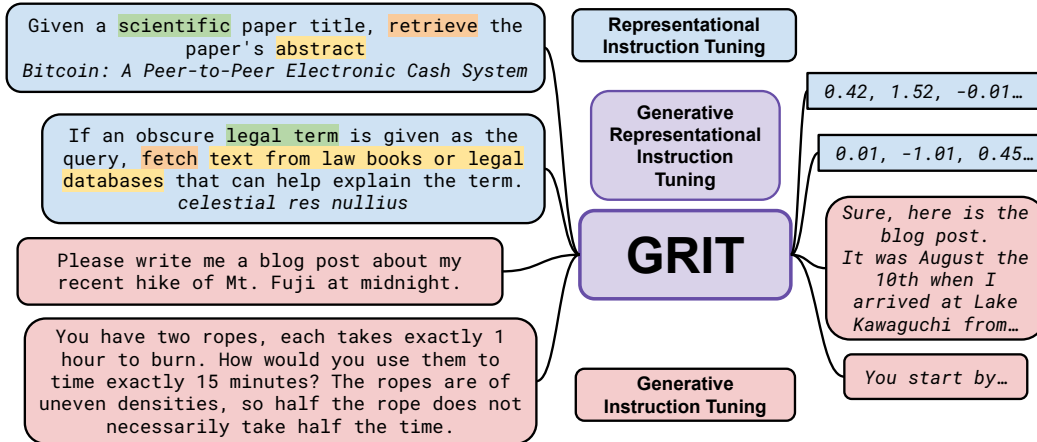 Given a scientific paper title, retrieve the
paper's abstract
Bitcoin: A Peer-to-Peer Electronic Cash System
If an obscure legal term is given as the
query, fetch text from law books or legal
databases that can help explain the term.
celestial res nullius
Please write me a blog post about my
recent hike of Mt. Fuji at midnight.
You have two ropes, each takes exactly 1
hour to burn. How would you use them to
time exactly 15 minutes? The ropes are of
uneven densities, so half the rope does not
necessarily take half the time.
Representational
Instruction Tuning
Generative
Representational
Instruction
Tuning
GRIT
Generative
Instruction Tuning
0.42, 1.52, -0.01…
0.01, -1.01, 0.45…
Sure, here is the
blog post.
It was August the
10th when I
arrived at Lake
Kawaguchi from…
You start by…